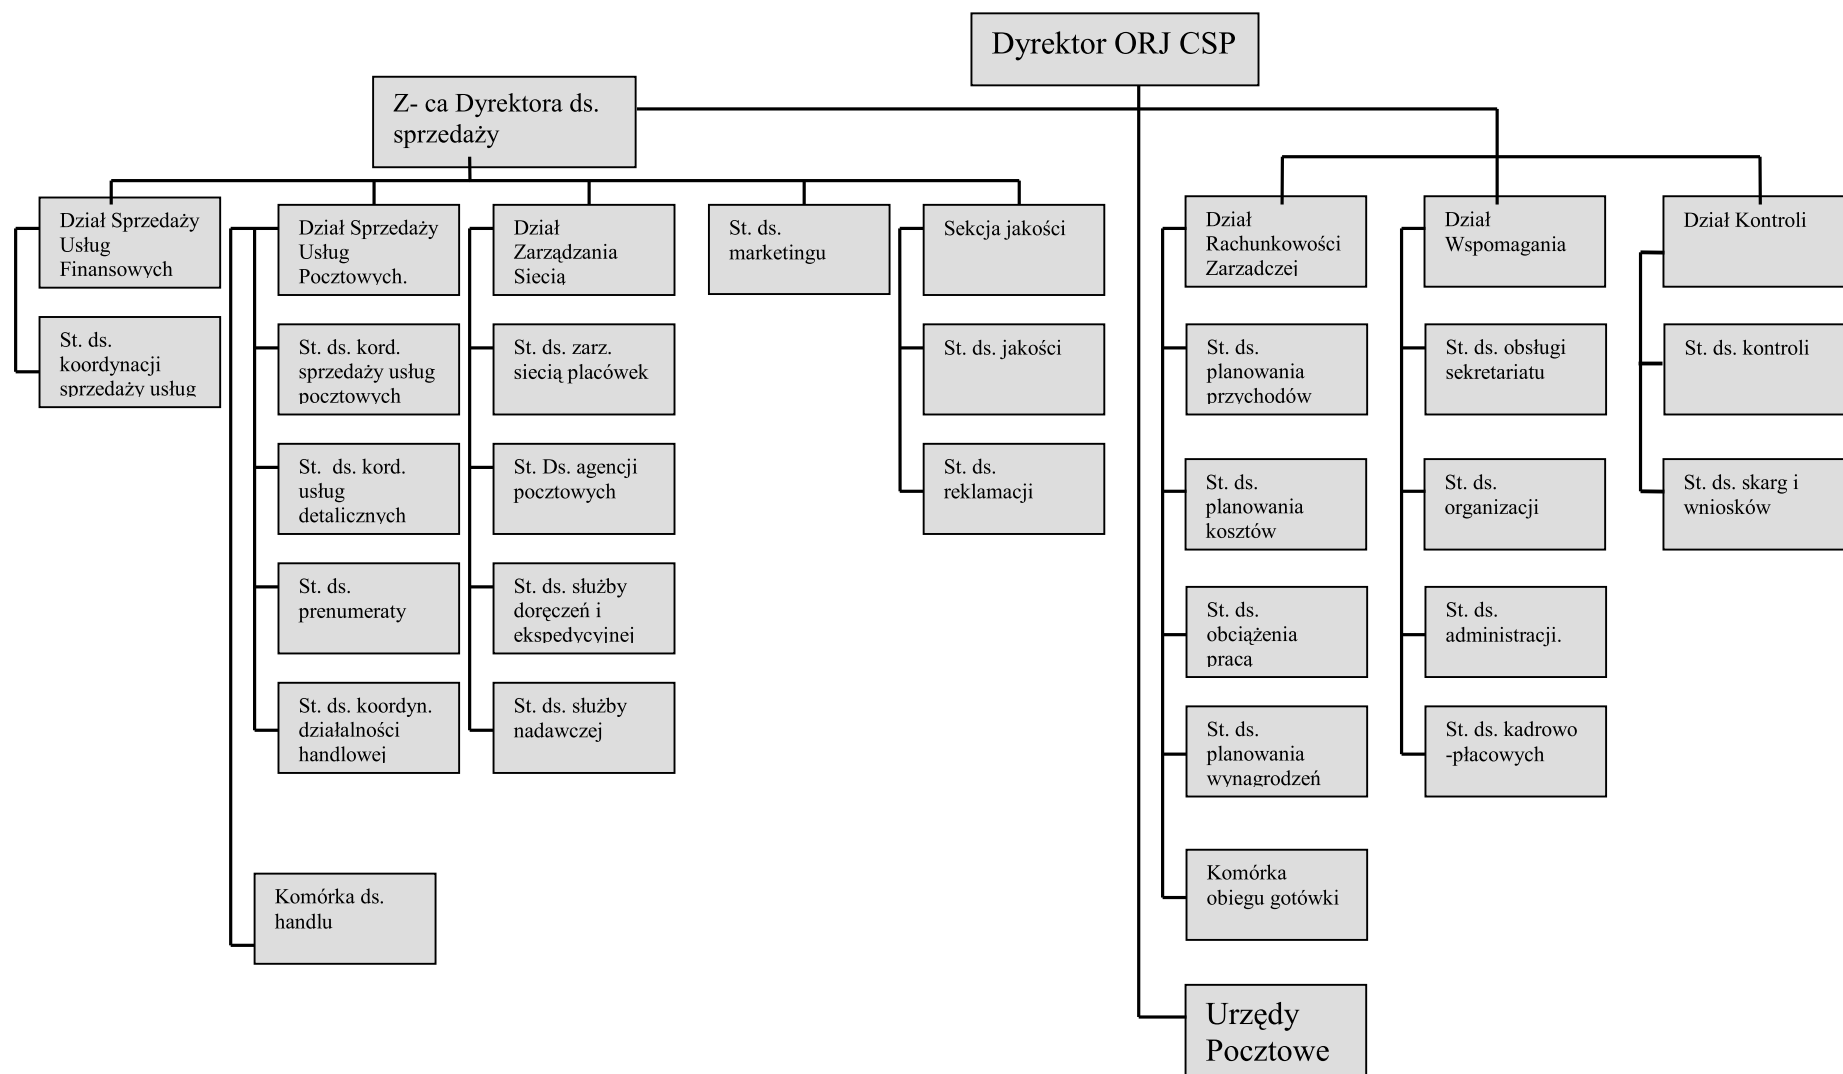 Dyrektor ORJ CSP
Z- ca Dyrektora ds.
sprzedaży
Dział Sprzedaży
Usług
Finansowych
St. ds.
koordynacji
sprzedaży usług
Dział Sprzedaży
Usług
Pocztowych.
St. ds. kord.
sprzedaży usług
pocztowych
St. ds. kord.
usług
detalicznych
St. ds.
prenumeraty
St. ds. koordyn.
działalności
handlowej
Komórka ds.
handlu
Dział
Zarządzania
Siecią
St. ds. zarz.
siecią placówek
St. Ds. agencji
pocztowych
St. ds. służby
doręczeń i
ekspedycyjnej
St. ds. służby
nadawczej
St. ds.
marketingu
Sekcja jakości
St. ds. jakości
St. ds.
reklamacji
Dział
Rachunkowości
Zarządczej
St. ds.
planowania
przychodów
St. ds.
planowania
kosztów
St. ds.
obciążenia
pracą
St. ds.
planowania
wynagrodzeń
Komórka
obiegu gotówki
Dział
Wspomagania
St. ds. obsługi
sekretariatu
St. ds.
organizacji
St. ds.
administracji.
St. ds. kadrowo
-płacowych
Dział Kontroli
St. ds. kontroli
St. ds. skarg i
wniosków
Urzędy
Pocztowe